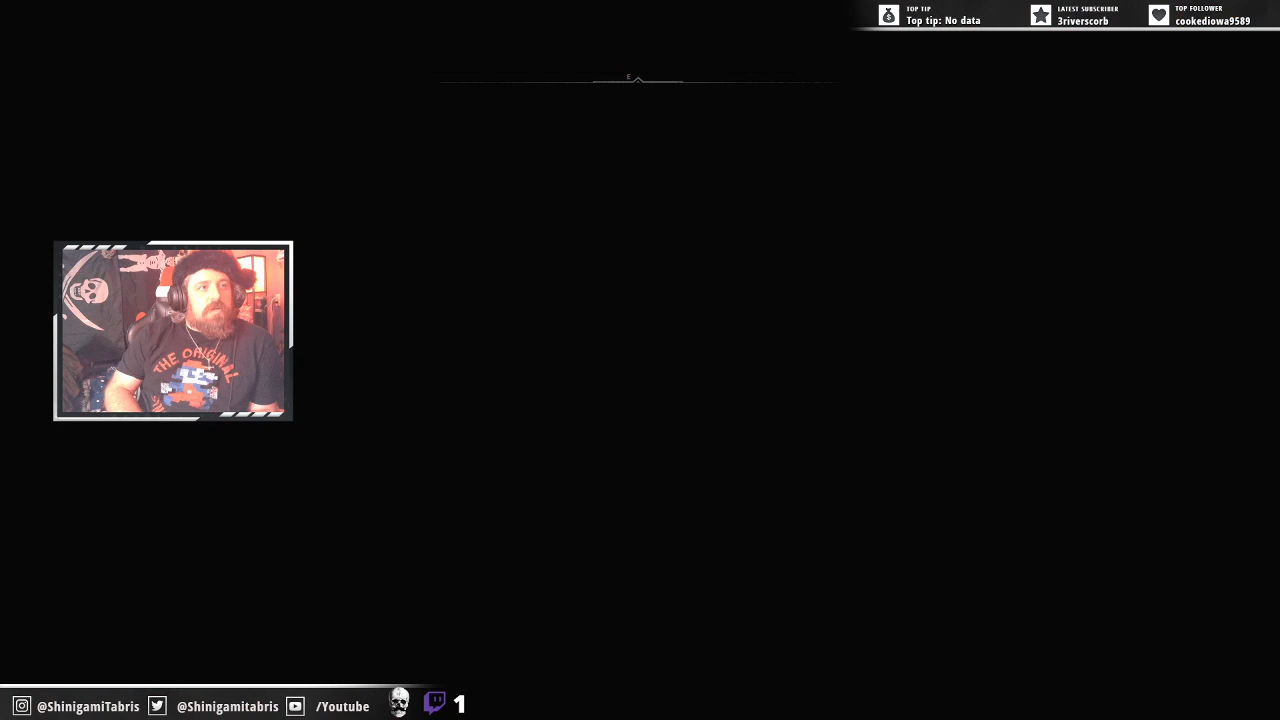 TOP TIP
Top tip: No data
LATEST SUBSCRIBER
3riverscorb
TOP FOLLOWER
cookediowa9589
E
THE ORIGINAL
@ShinigamiTabris
@Shinigamitabris
/Youtube
1